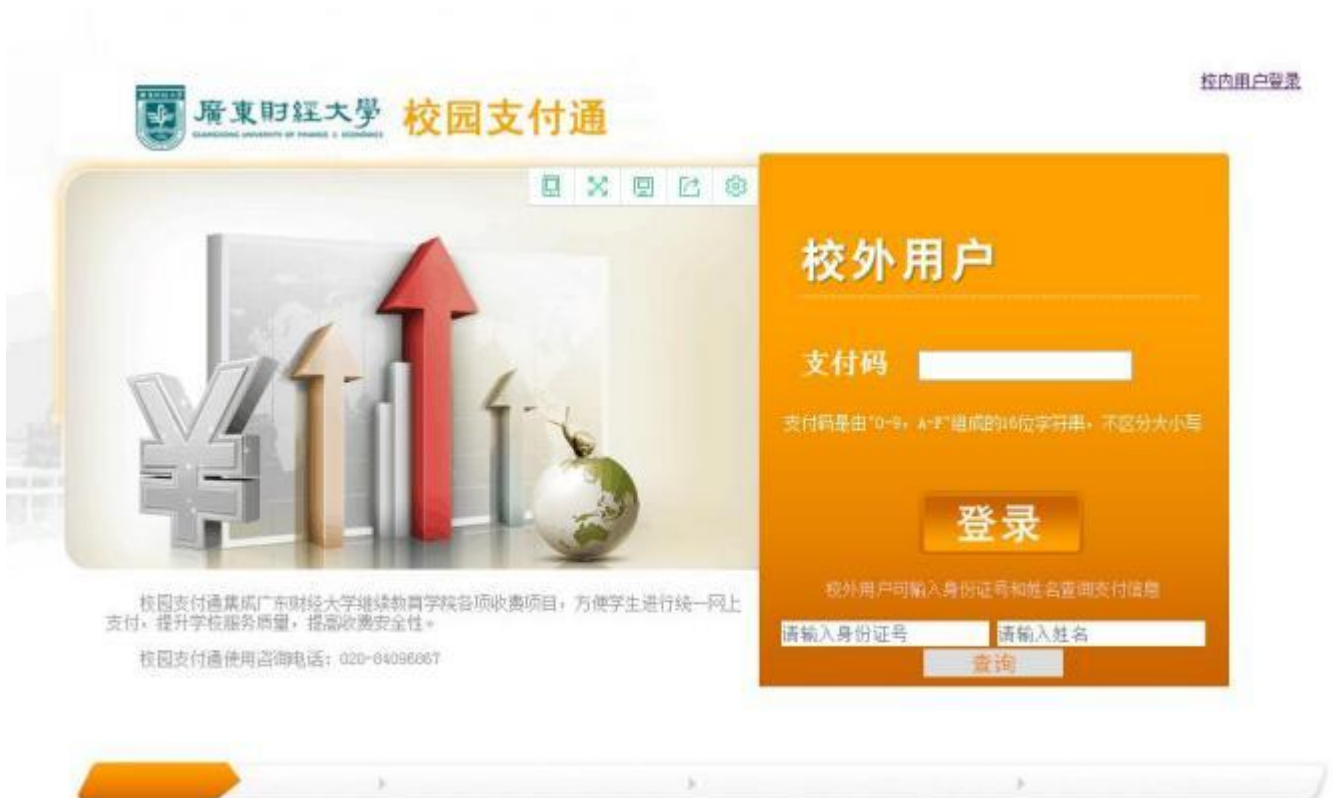 校内用户登录
廣東財經大學 校园支付通
GUANGDONG UNIVERSITY OF FINANCE & ECONOMICS
校外用户
支付码
支付码是由"0-9，A-F"组成的16位字符串，不区分大小写
登录
校外用户可输入身份证号和姓名查询支付信息
请输入身份证号 请输入姓名
查询
校园支付通集成广东财经大学继续教育学院各项收费项目，方便学生进行统一网上
支付，提升学校服务质量，提高收费安全性。
校园支付通使用咨询电话：020-84096867